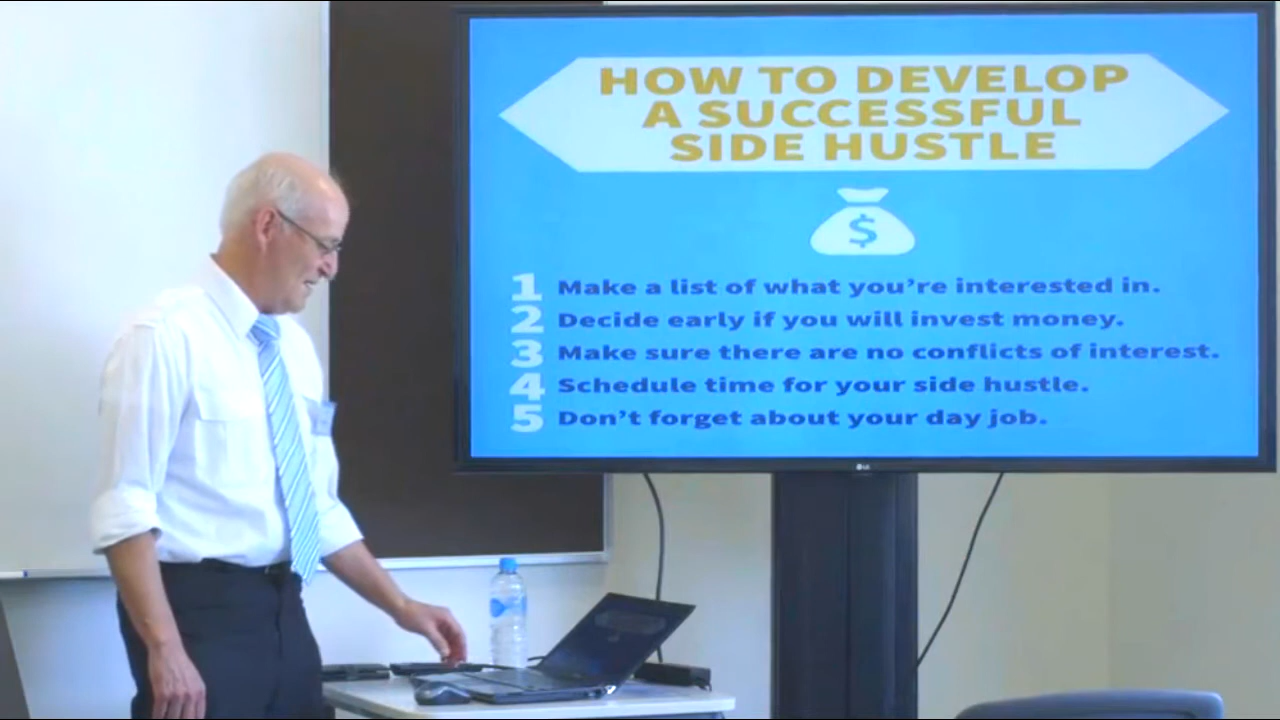 HOW TO DEVELOP
A SUCCESSFUL
SIDE HUSTLE
$
1 Make a list of what you're interested in.
2 Decide early if you will invest money.
3 Make sure there are no conflicts of interest.
4 Schedule time for your side hustle.
5 Don't forget about your day job.
LG